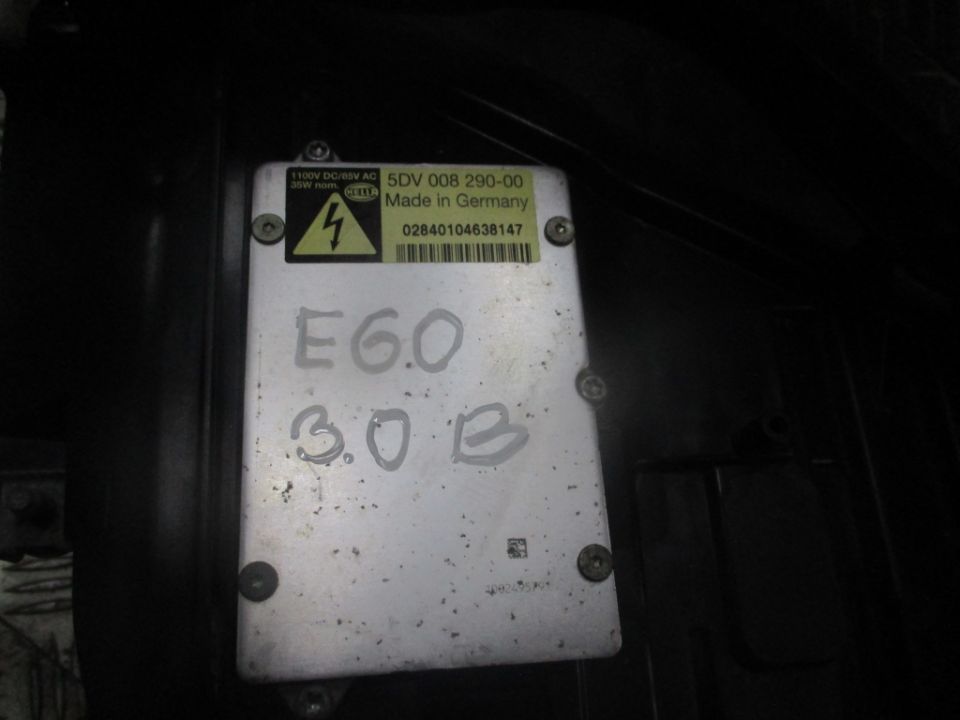 1100V DC/85V AC
35W nom. HELLA
5DV 008 290-00
Made in Germany
02840104638147
E60
3.0 B